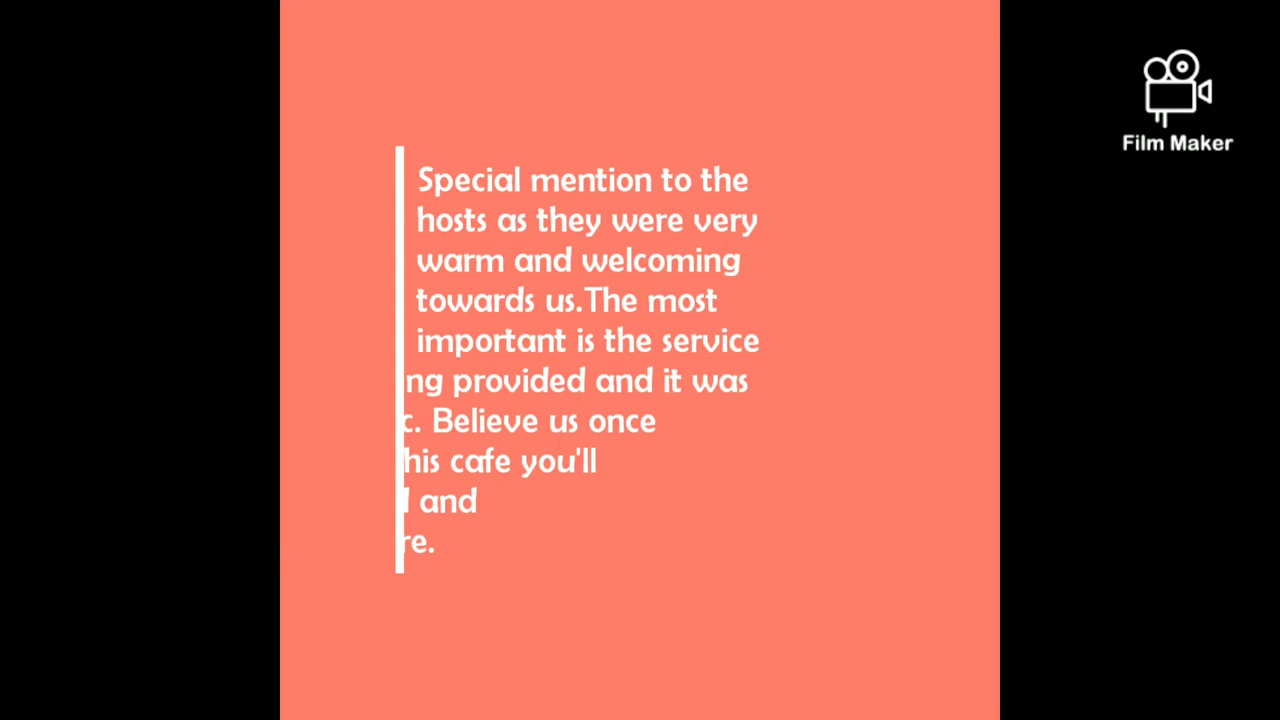 Special mention to the
hosts as they were very
warm and welcoming
towards us.The most
important is the service
ng provided and it was
c. Believe us once
his cafe you'll
and
re.
Film Maker